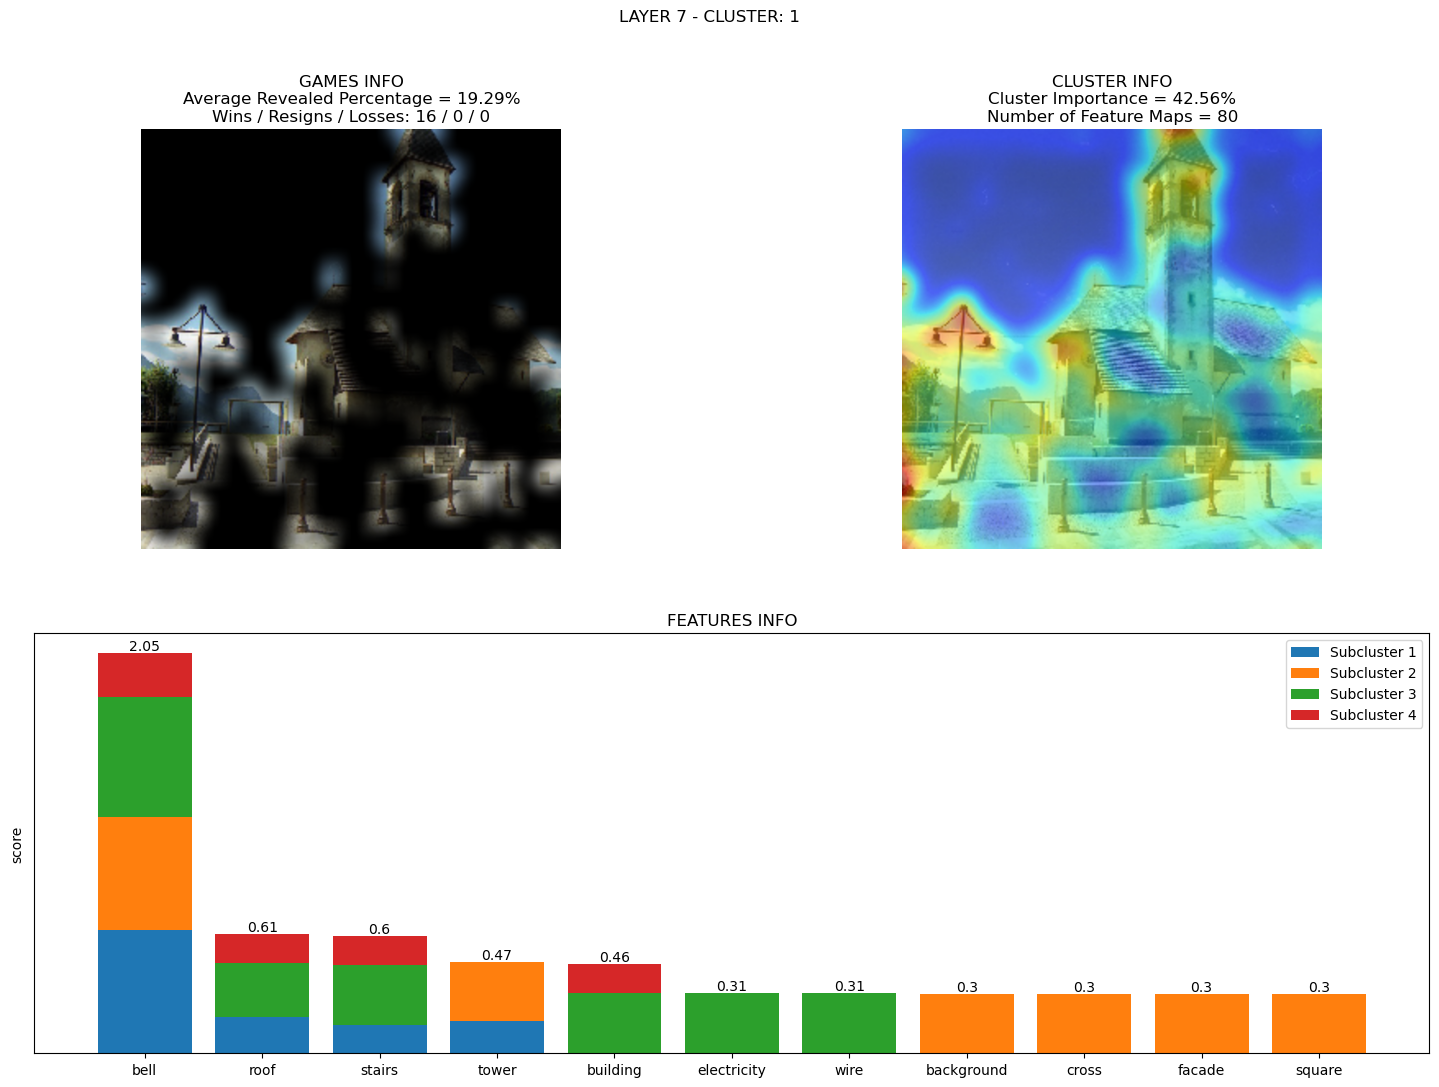 LAYER 7 - CLUSTER: 1
GAMES INFO
Average Revealed Percentage = 19.29%
Wins / Resigns / Losses: 16 / 0 / 0
CLUSTER INFO
Cluster Importance = 42.56%
Number of Feature Maps = 80
FEATURES INFO
score
2.05
0.61
0.6
0.47
0.46
0.31
0.31
0.3
0.3
0.3
0.3
Subcluster 1
Subcluster 2
Subcluster 3
Subcluster 4
bell
roof
stairs
tower
building
electricity
wire
background
cross
facade
square